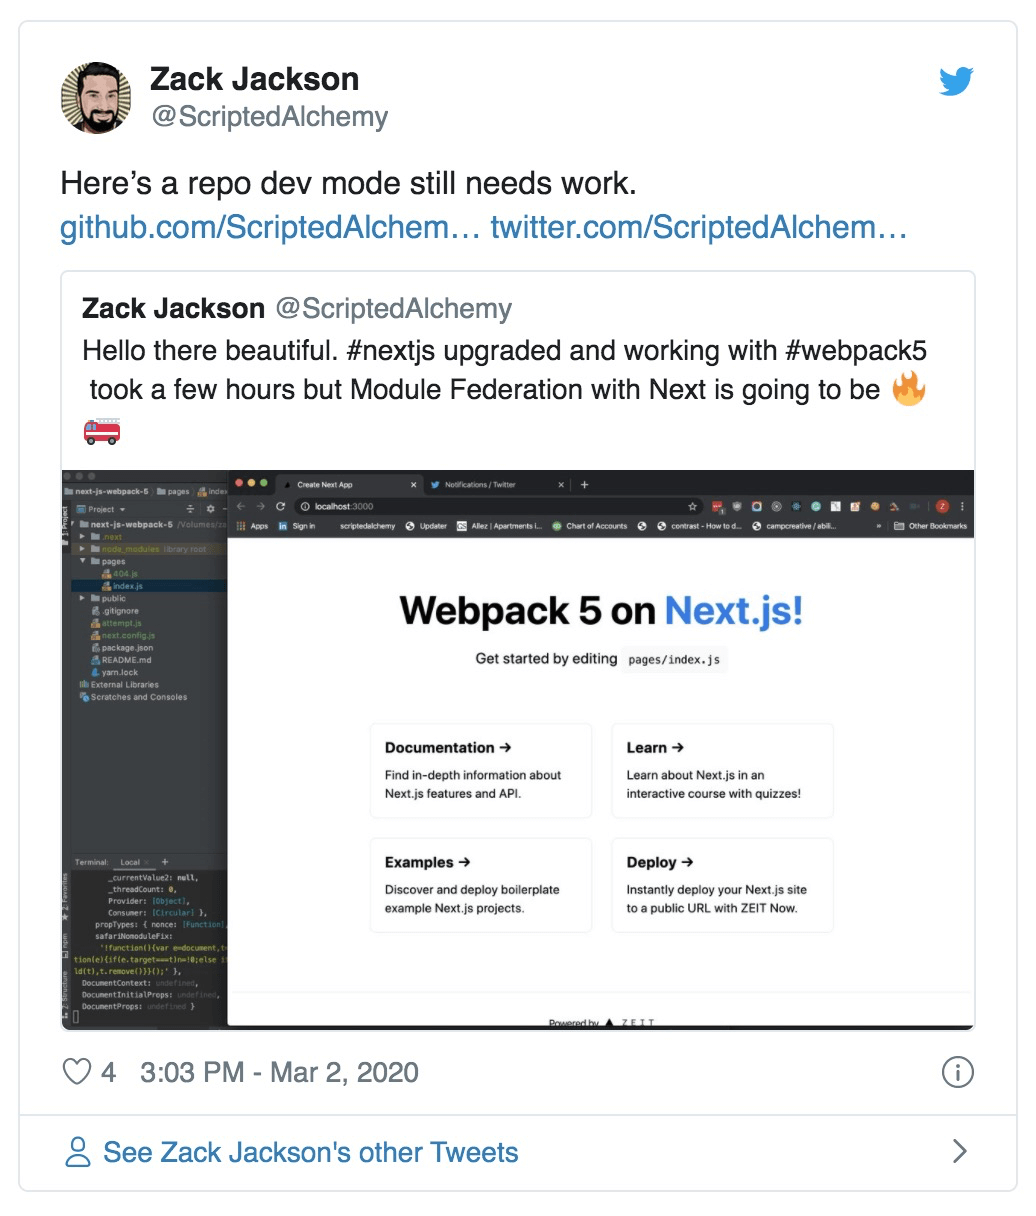 Zack Jackson
@ScriptedAlchemy
Here’s a repo dev mode still needs work.
github.com/ScriptedAlchem… twitter.com/ScriptedAlchem…
Zack Jackson @ScriptedAlchemy
Hello there beautiful. #nextjs upgraded and working with #webpack5
took a few hours but Module Federation with Next is going to be 🔥
🚒
next-js-webpack-5 pages index
Project
next-js-webpack-5 /Volumes/
.next
node_modules library root
pages
404.js
index.js
public
.gitignore
attempt.js
next.config.js
package.json
README.md
yarn.lock
External Libraries
Scratches and Consoles
Create Next App
Notifications / Twitter
localhost:3000
Apps Sign in scriptedalchemy Updater Allez | Apartments i... Chart of Accounts contrast - How to d... campcreative / abili... » Other Bookmarks
Webpack 5 on Next.js!
Get started by editing pages/index.js
Documentation →
Find in-depth information about
Next.js features and API.
Learn →
Learn about Next.js in an
interactive course with quizzes!
Examples →
Discover and deploy boilerplate
example Next.js projects.
Deploy →
Instantly deploy your Next.js site
to a public URL with ZEIT Now.
Powered by ▲ ZEIT
Terminal: Local +
_currentValue2: null,
_threadCount: 0,
Provider: [Object],
Consumer: [Circular] },
propTypes: { nonce: [Function]
safariNomoduleFix:
'!function(){var e=document,t=
tion(e){if(e.target===t)n=!0;else i
ld(t),t.remove()}}();' },
DocumentContext: undefined,
DocumentInitialProps: undefined,
DocumentProps: undefined }
4 3:03 PM - Mar 2, 2020
See Zack Jackson's other Tweets